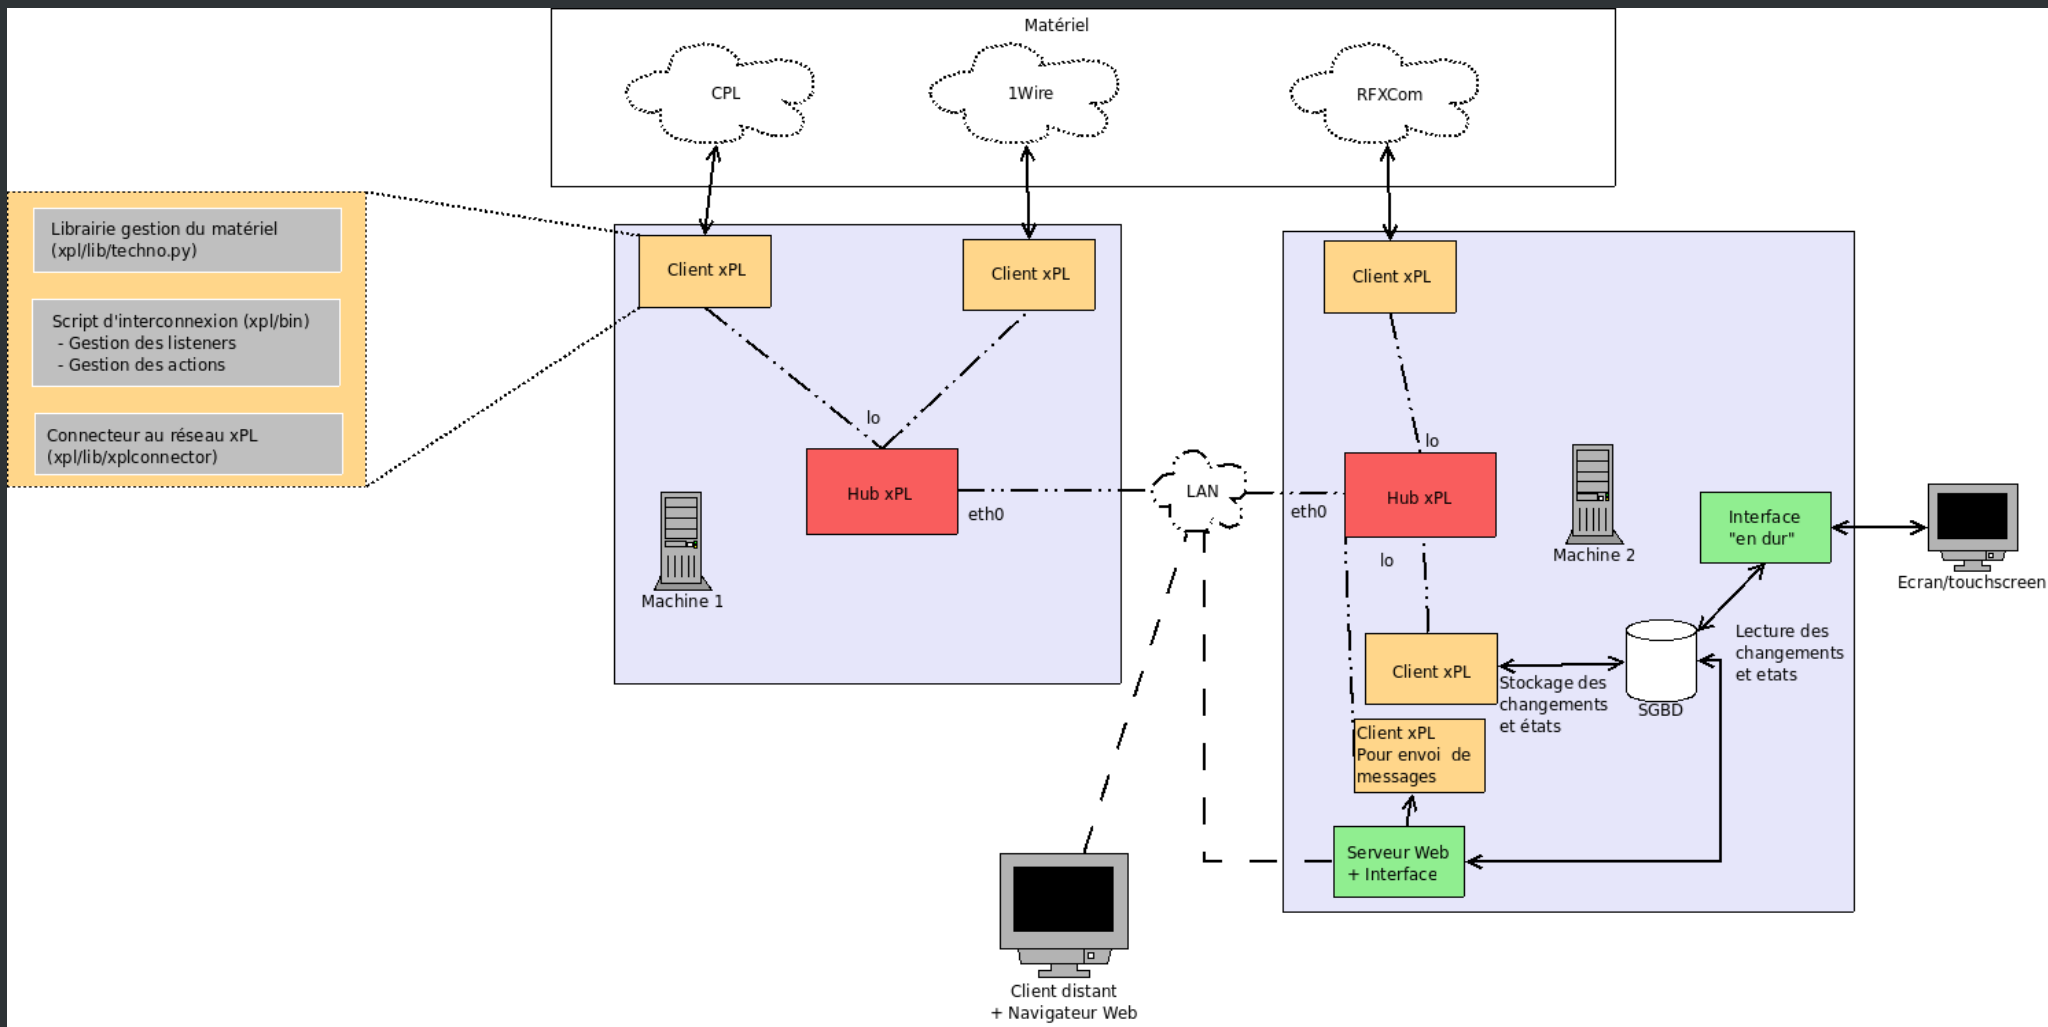 Matériel
CPL
1Wire
RFXCom
Librairie gestion du matériel
(xpl/lib/techno.py)
Script d'interconnexion (xpl/bin)
- Gestion des listeners
- Gestion des actions
Connecteur au réseau xPL
(xpl/lib/xplconnector)
Client xPL
Client xPL
lo
Hub xPL
eth0
Machine 1
LAN
Client xPL
lo
eth0
Hub xPL
lo
Machine 2
Interface
"en dur"
Ecran/touchscreen
Client xPL
Stockage des
changements
et états
SGBD
Lecture des
changements
et etats
Client xPL
Pour envoi  de
messages
Serveur Web
+ Interface
Client distant
+ Navigateur Web